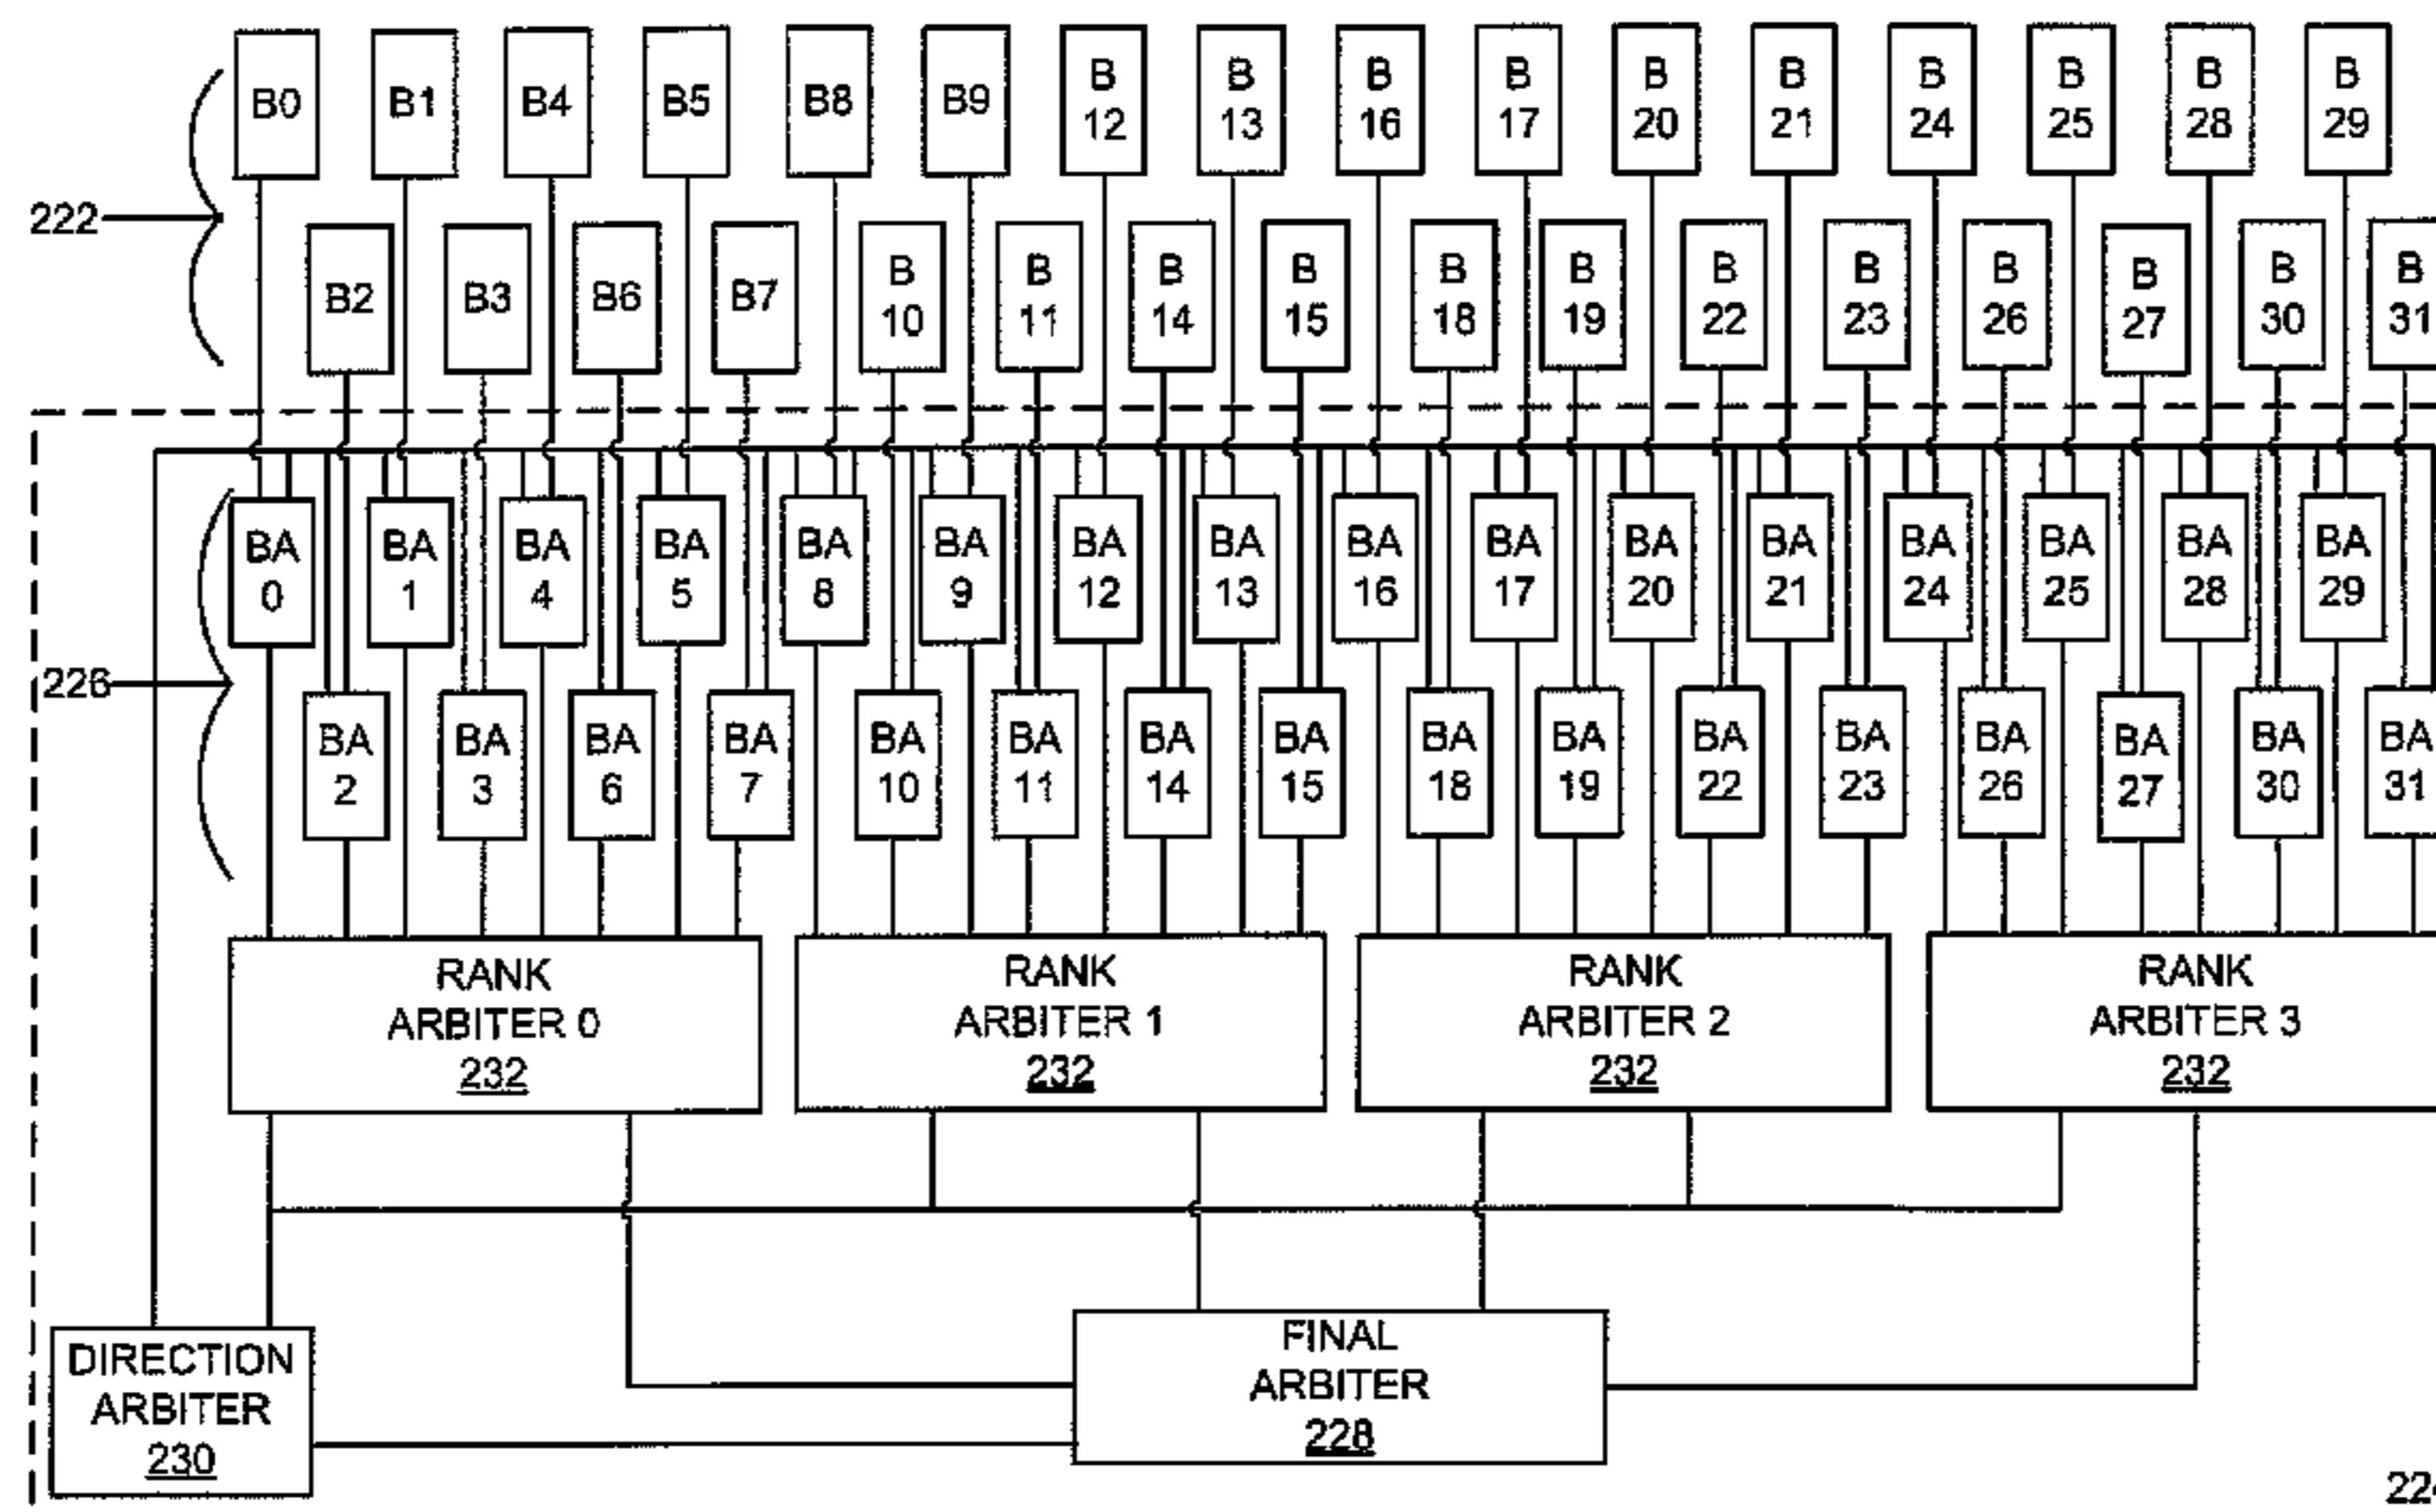 B0
B1
B4
B5
B8
B9
B
12
B
13
B
16
B
17
B
20
B
21
B
24
B
25
B
28
B
29
222
B2
B3
B6
B7
B
10
B
11
B
14
B
15
B
18
B
19
B
22
B
23
B
26
B
27
B
30
B
31
BA
0
BA
1
BA
4
BA
5
BA
8
BA
9
BA
12
BA
13
BA
16
BA
17
BA
20
BA
21
BA
24
BA
25
BA
28
BA
29
226
BA
2
BA
3
BA
6
BA
7
BA
10
BA
11
BA
14
BA
15
BA
18
BA
19
BA
22
BA
23
BA
26
BA
27
BA
30
BA
31
RANK
ARBITER 0
232
RANK
ARBITER 1
232
RANK
ARBITER 2
232
RANK
ARBITER 3
232
DIRECTION
ARBITER
230
FINAL
ARBITER
228